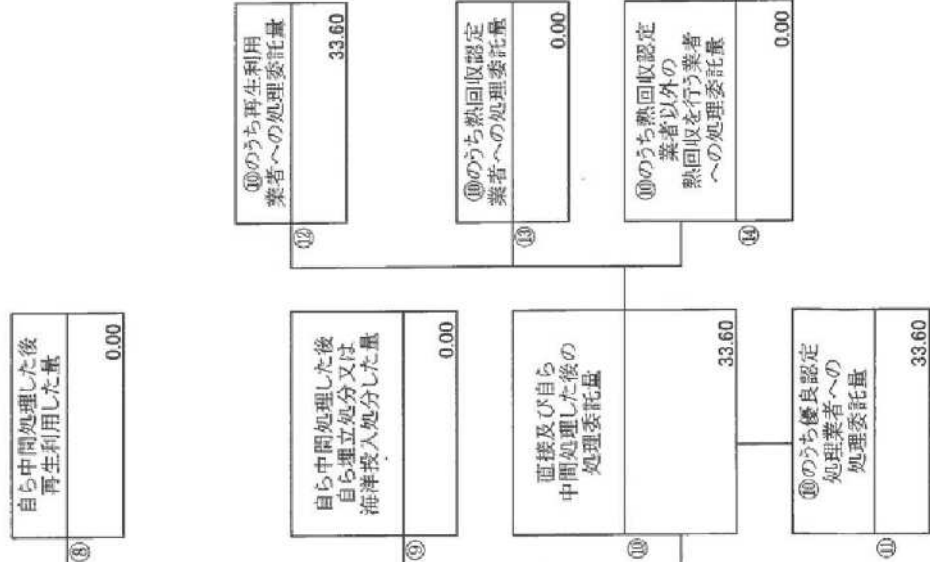 ⑧
自ら中間処理した後
再生利用した量
0.00
⑨
自ら中間処理した後
自ら埋立処分又は
海洋投入処分した量
0.00
⑩
直接及び自ら
中間処理した後の
処理委託量
33.60
⑪
⑩のうち優良認定
処理業者への
処理委託量
33.60
⑫
⑩のうち再生利用
業者への処理委託量
33.60
⑬
⑩のうち熱回収認定
業者への処理委託量
0.00
⑭
⑩のうち熱回収認定
業者以外の
熱回収を行う業者
への処理委託量
0.00